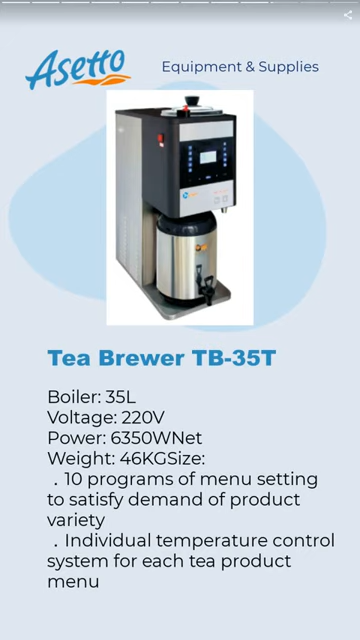 Asetto
Equipment & Supplies
Tea Brewer TB-35T
Boiler: 35L
Voltage: 220V
Power: 6350WNet
Weight: 46KGSize:
．10 programs of menu setting
to satisfy demand of product
variety
．Individual temperature control
system for each tea product
menu